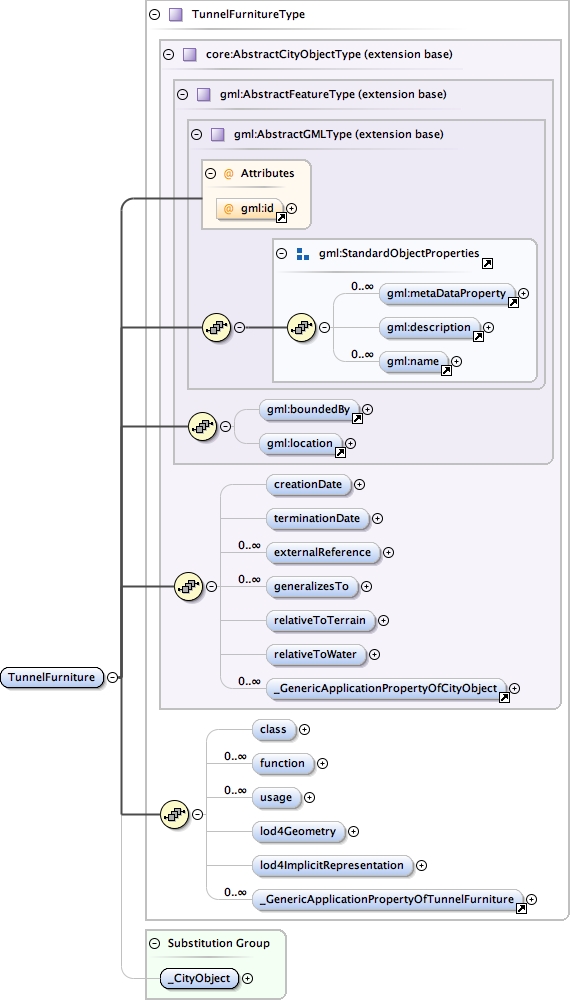 TunnelFurnitureType
core:AbstractCityObjectType (extension base)
gml:AbstractFeatureType (extension base)
gml:AbstractGMLType (extension base)
@ Attributes
@ gml:id
gml:StandardObjectProperties
0..∞
gml:metaDataProperty
gml:description
0..∞
gml:name
gml:boundedBy
gml:location
creationDate
terminationDate
0..∞
externalReference
0..∞
generalizesTo
relativeToTerrain
relativeToWater
0..∞
_GenericApplicationPropertyOfCityObject
TunnelFurniture
class
0..∞
function
0..∞
usage
lod4Geometry
lod4ImplicitRepresentation
0..∞
_GenericApplicationPropertyOfTunnelFurniture
Substitution Group
_CityObject